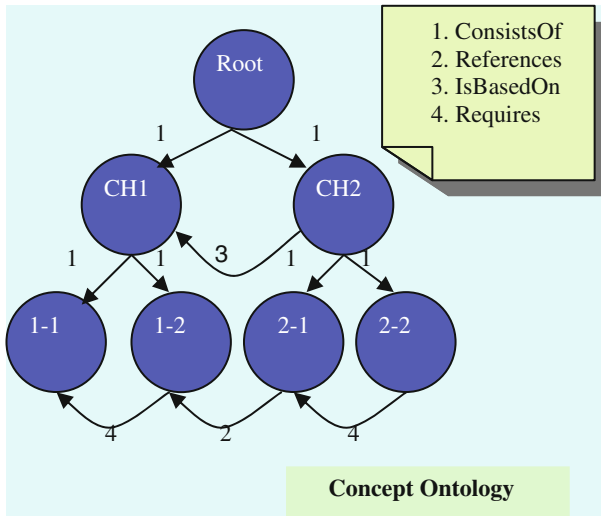 1. ConsistsOf
2. References
3. IsBasedOn
4. Requires
Root
1 1
CH1 CH2
3
1 1 1 1
1-1 1-2 2-1 2-2
4 2 4
Concept Ontology